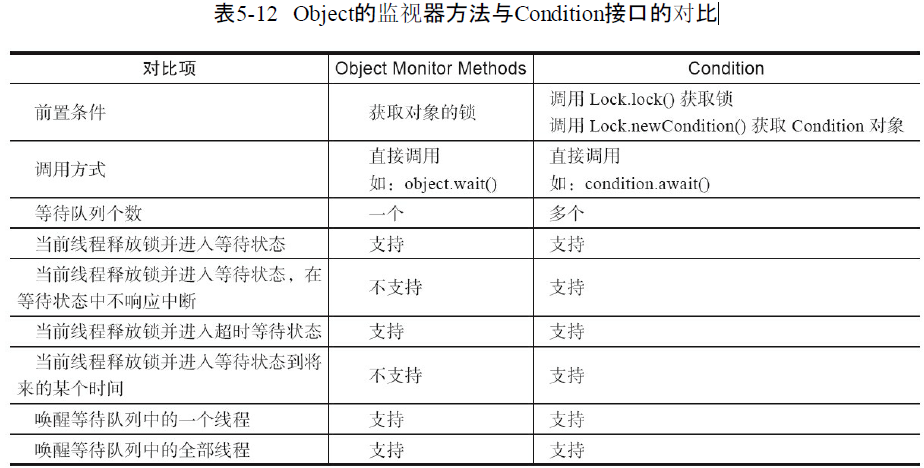 表5-12 Object的监视器方法与Condition接口的对比
对比项 Object Monitor Methods Condition
前置条件 获取对象的锁 调用 Lock.lock() 获取锁
调用 Lock.newCondition() 获取 Condition 对象
调用方式 直接调用 直接调用
如：object.wait() 如：condition.await()
等待队列个数 一个 多个
当前线程释放锁并进入等待状态 支持 支持
当前线程释放锁并进入等待状态，在
等待状态中不响应中断 不支持 支持
当前线程释放锁并进入超时等待状态 支持 支持
当前线程释放锁并进入等待状态到将
来的某个时间 不支持 支持
唤醒等待队列中的一个线程 支持 支持
唤醒等待队列中的全部线程 支持 支持